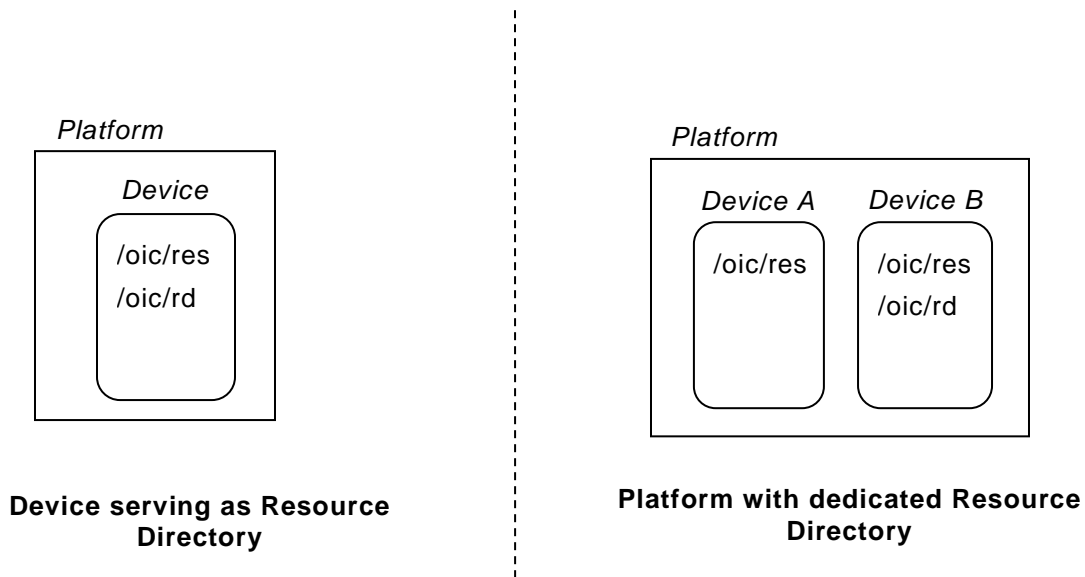 Platform
Device
/oic/res
/oic/rd
Device serving as Resource
Directory
Platform
Device A
/oic/res
Device B
/oic/res
/oic/rd
Platform with dedicated Resource
Directory